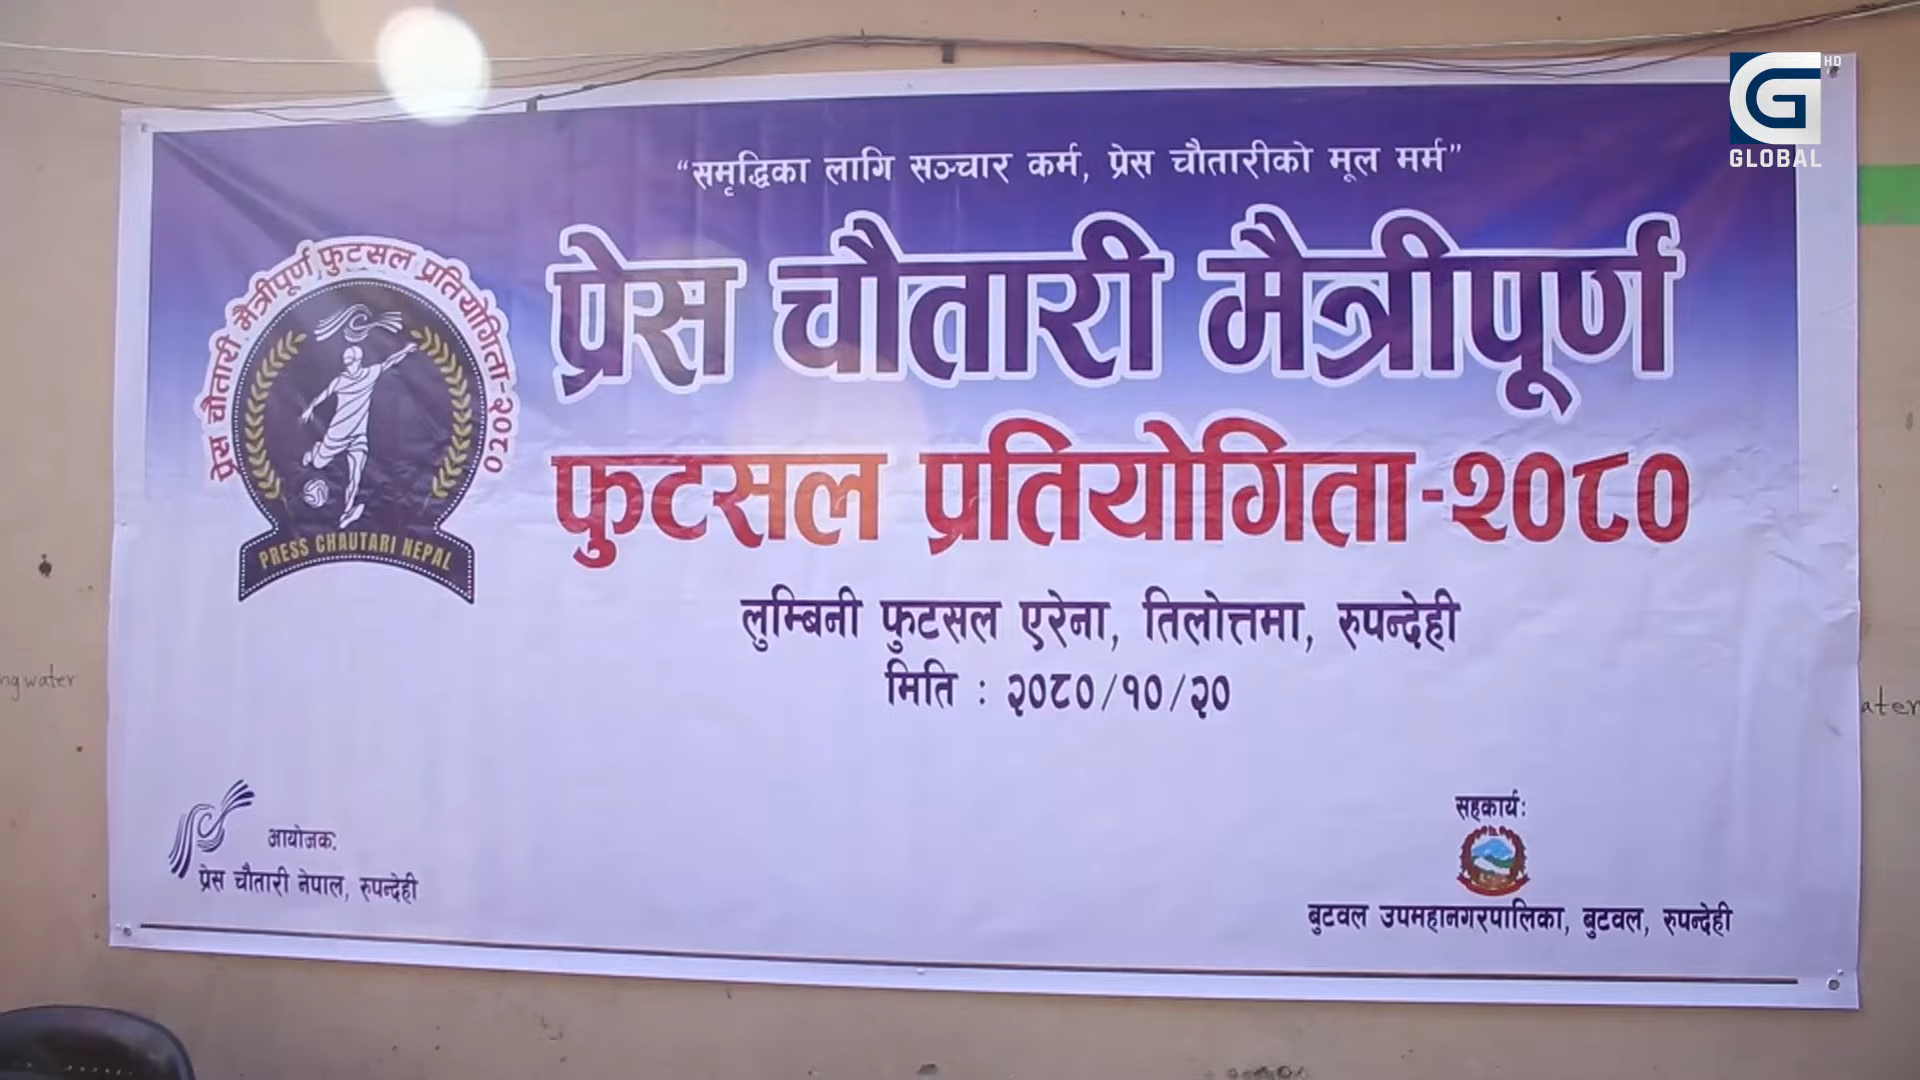 HD
GLOBAL
“समृद्धिका लागि सञ्चार कर्म, प्रेस चौतारीको मूल मर्म”
प्रेस चौतारी मैत्रीपूर्ण
फुटसल प्रतियोगिता-२०८०
प्रेस चौतारी मैत्रीपूर्ण फुटसल प्रतियोगिता-२०८०
PRESS CHAUTARI NEPAL
लुम्बिनी फुटसल एरेना, तिलोत्तमा, रुपन्देही
मिति : २०८०/१०/२०
आयोजक:
प्रेस चौतारी नेपाल, रुपन्देही
सहकार्य:
बुटवल उपमहानगरपालिका, बुटवल, रुपन्देही
water